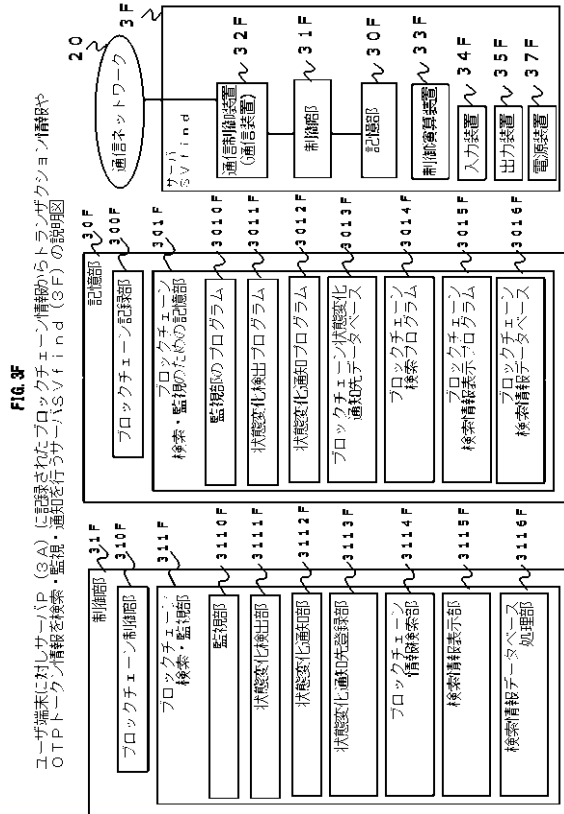 FIG. 3F
ユーザ端末に対しサーバP(3A)に記録されたブロックチェーン情報からトランザクション情報や
OTPトークン情報を検索・監視・通知を行うサーバSVfind(3F)の説明図
20
通信ネットワーク
3F
サーバ
SVfind
通信制御装置
(通信装置)
32F
制御部
31F
記憶部
30F
制御演算装置
33F
入力装置
34F
出力装置
35F
電源装置
37F
記憶部
30F
ブロックチェーン記録部
300F
ブロックチェーン
検索・監視のための記憶部
301F
監視部のプログラム
3010F
状態変化検出プログラム
3011F
状態変化通知プログラム
3012F
ブロックチェーン状態変化
通知先データベース
3013F
ブロックチェーン
検索プログラム
3014F
ブロックチェーン
検索情報表示プログラム
3015F
ブロックチェーン
検索情報データベース
3016F
制御部
31F
ブロックチェーン制御部
310F
ブロックチェーン
検索・監視部
311F
監視部
3110F
状態変化検出部
3111F
状態変化通知部
3112F
状態変化通知先登録部
3113F
ブロックチェーン
情報検索部
3114F
検索情報表示部
3115F
検索情報データベース
処理部
3116F